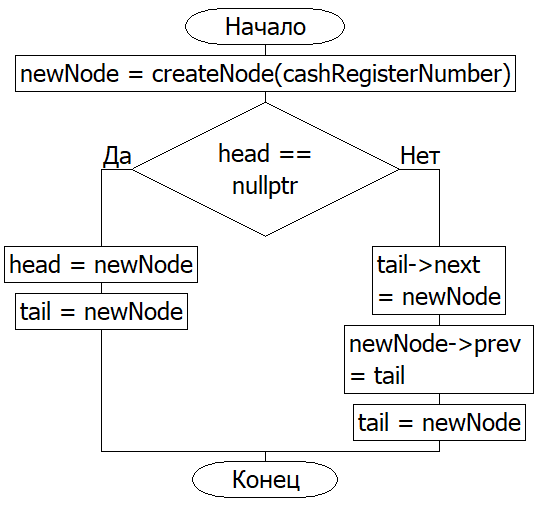 Начало
newNode = createNode(cashRegisterNumber)
head ==
nullptr
Да
Нет
head = newNode
tail = newNode
tail->next
= newNode
newNode->prev
= tail
tail = newNode
Конец